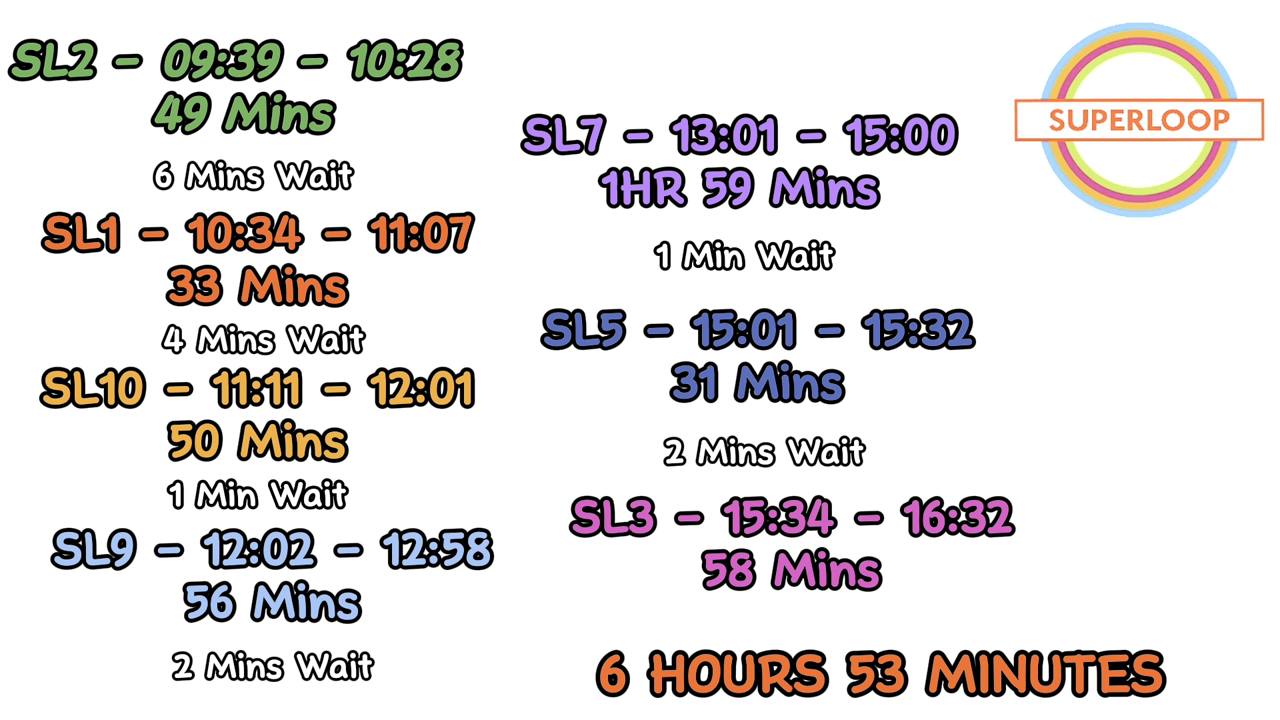 SL2 - 09:39 - 10:28
49 Mins
6 Mins Wait
SL1 - 10:34 - 11:07
33 Mins
4 Mins Wait
SL10 - 11:11 - 12:01
50 Mins
1 Min Wait
SL9 - 12:02 - 12:58
56 Mins
2 Mins Wait
SL7 - 13:01 - 15:00
1HR 59 Mins
1 Min Wait
SL5 - 15:01 - 15:32
31 Mins
2 Mins Wait
SL3 - 15:34 - 16:32
58 Mins
6 HOURS 53 MINUTES
SUPERLOOP